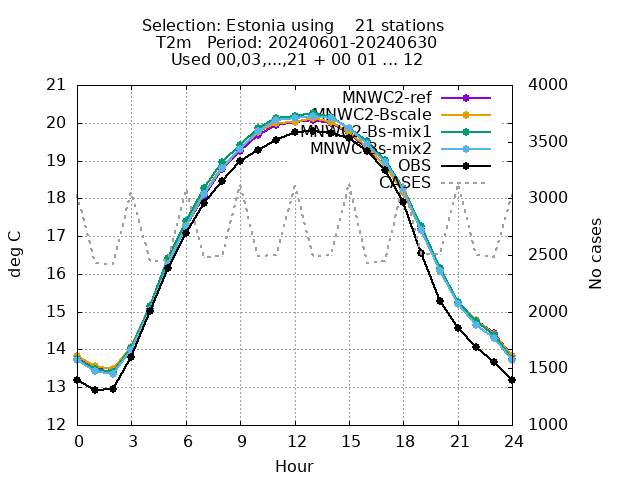 Selection: Estonia using    21 stations
T2m   Period: 20240601-20240630
Used 00,03,...,21 + 00 01 ... 12
21
20
19
18
17
16
15
14
13
12
4000
3500
3000
2500
2000
1500
1000
deg C
No cases
MNWC2-ref
MNWC2-Bscale
MNWC2-Bs-mix1
MNWC2-Bs-mix2
OBS
CASES
0 3 6 9 12 15 18 21 24
Hour